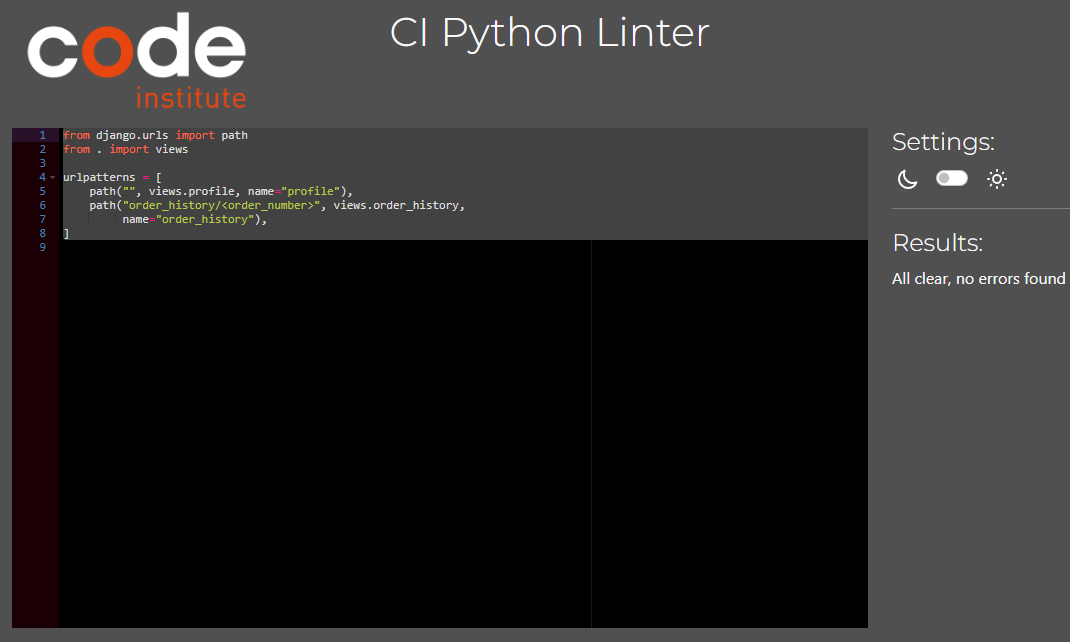 code
institute
CI Python Linter
1 from django.urls import path
2 from . import views
3
4 urlpatterns = [
5     path("", views.profile, name="profile"),
6     path("order_history/<order_number>", views.order_history,
7          name="order_history"),
8 ]
9
Settings:
Results:
All clear, no errors found